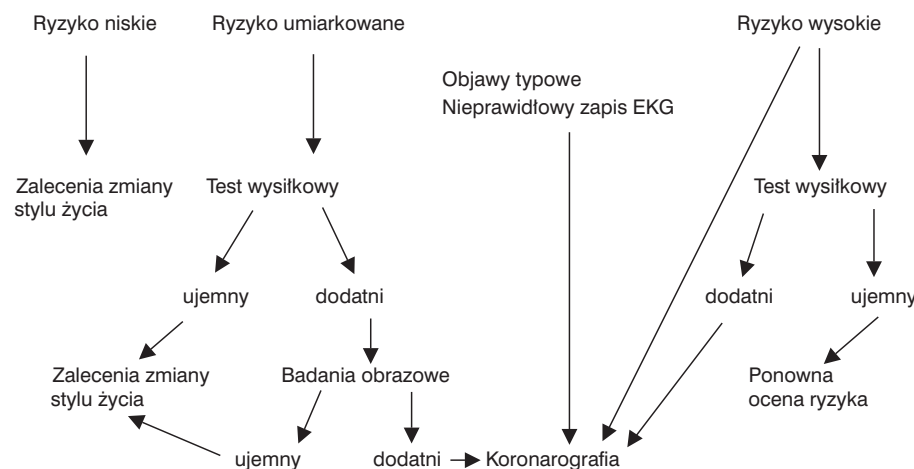 Ryzyko niskie
Ryzyko umiarkowane
Ryzyko wysokie
Objawy typowe
Nieprawidłowy zapis EKG
Zalecenia zmiany
stylu życia
Test wysiłkowy
Test wysiłkowy
ujemny
dodatni
dodatni
ujemny
Zalecenia zmiany
stylu życia
Badania obrazowe
Ponowna
ocena ryzyka
ujemny
dodatni
Koronarografia